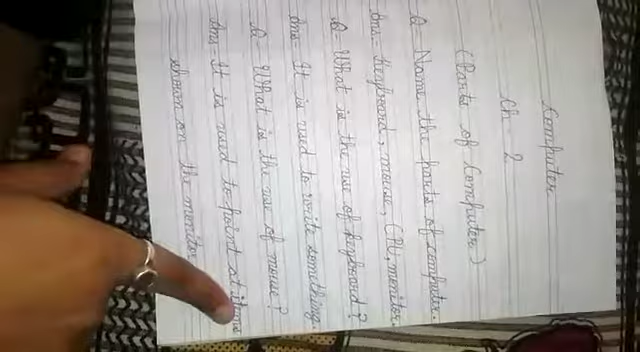 Computer
Ch - 2
(Parts of Computer)
Q- Name the parts of computer.
Ans- Keyboard, mouse, CPU, monitor.
Q What is the use of keyboard?
Ans- It is used to write something.
Q- What is the use of mouse?
Ans It is used to point at items
shown on the monitor